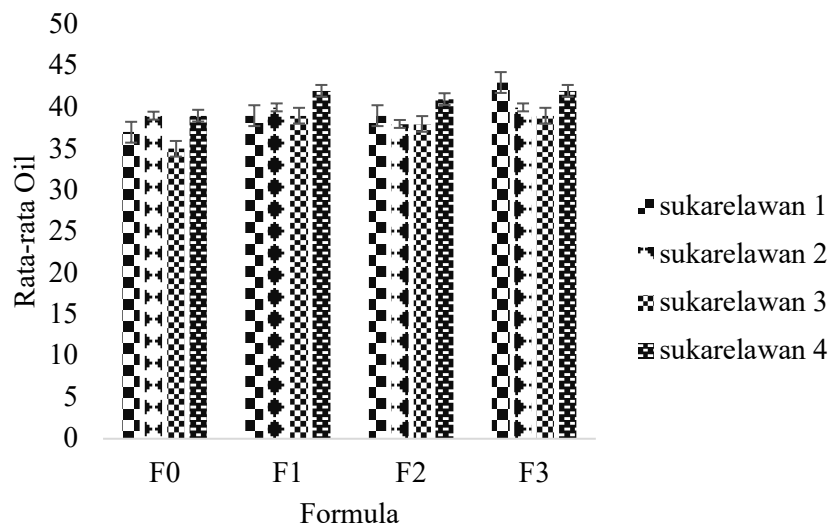 50
45
40
35
30
25
20
15
10
5
0
Rata-rata Oil
F0 F1 F2 F3
Formula
sukarelawan 1
sukarelawan 2
sukarelawan 3
sukarelawan 4